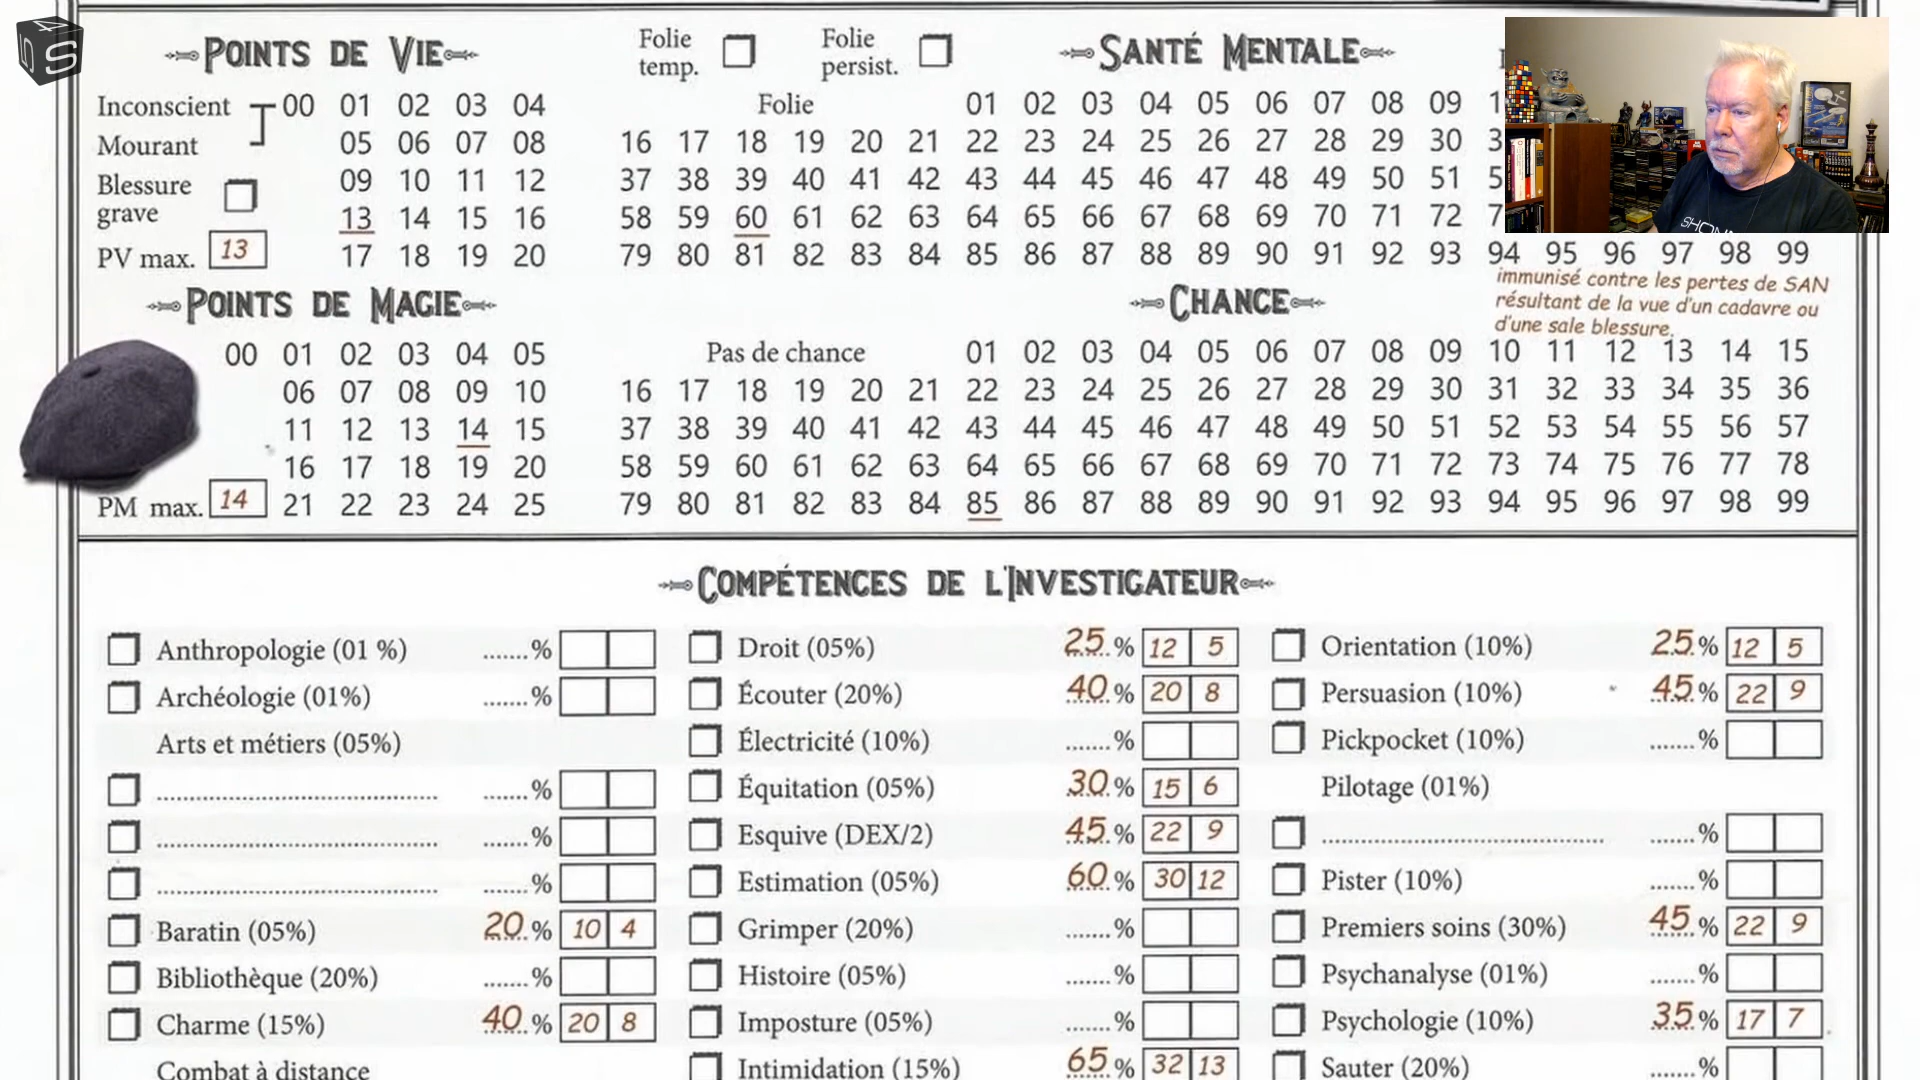 4
S
POINTS DE VIE
Folie temp.
Folie persist.
SANTÉ MENTALE
Inconscient 00 01 02 03 04
Mourant 05 06 07 08
Blessure grave 09 10 11 12
13 14 15 16
PV max. 13 17 18 19 20
Folie 01 02 03 04 05 06 07 08 09
16 17 18 19 20 21 22 23 24 25 26 27 28 29 30
37 38 39 40 41 42 43 44 45 46 47 48 49 50 51
58 59 60 61 62 63 64 65 66 67 68 69 70 71 72
79 80 81 82 83 84 85 86 87 88 89 90 91 92 93 94 95 96 97 98 99
immunisé contre les pertes de SAN
résultant de la vue d'un cadavre ou
d'une sale blessure.
POINTS DE MAGIE
00 01 02 03 04 05
06 07 08 09 10
11 12 13 14 15
16 17 18 19 20
PM max. 14 21 22 23 24 25
CHANCE
Pas de chance 01 02 03 04 05 06 07 08 09 10 11 12 13 14 15
16 17 18 19 20 21 22 23 24 25 26 27 28 29 30 31 32 33 34 35 36
37 38 39 40 41 42 43 44 45 46 47 48 49 50 51 52 53 54 55 56 57
58 59 60 61 62 63 64 65 66 67 68 69 70 71 72 73 74 75 76 77 78
79 80 81 82 83 84 85 86 87 88 89 90 91 92 93 94 95 96 97 98 99
COMPÉTENCES DE L'INVESTIGATEUR
Anthropologie (01 %) .......%
Archéologie (01%) .......%
Arts et métiers (05%)
....................................... .......%
....................................... .......%
....................................... .......%
Baratin (05%) 20 % 10 4
Bibliothèque (20%) .......%
Charme (15%) 40 % 20 8
Combat à distance
Droit (05%) 25 % 12 5
Écouter (20%) 40 % 20 8
Électricité (10%) .......%
Équitation (05%) 30 % 15 6
Esquive (DEX/2) 45 % 22 9
Estimation (05%) 60 % 30 12
Grimper (20%) .......%
Histoire (05%) .......%
Imposture (05%) .......%
Intimidation (15%) 65 % 32 13
Orientation (10%) 25 % 12 5
Persuasion (10%) 45 % 22 9
Pickpocket (10%) .......%
Pilotage (01%)
....................................... .......%
Pister (10%) .......%
Premiers soins (30%) 45 % 22 9
Psychanalyse (01%) .......%
Psychologie (10%) 35 % 17 7
Sauter (20%) .......%